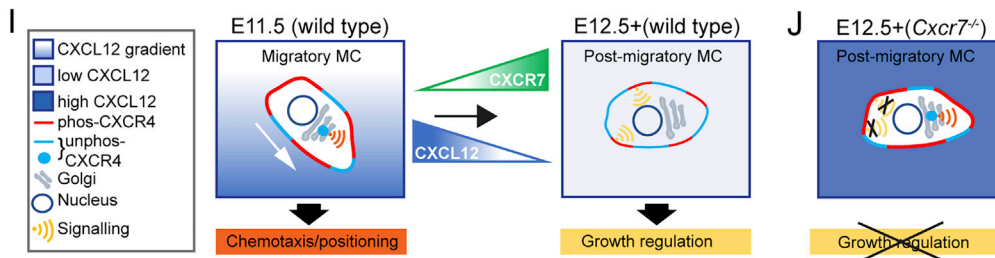 I
CXCL12 gradient
low CXCL12
high CXCL12
phos-CXCR4
unphos-
CXCR4
Golgi
Nucleus
Signalling
E11.5 (wild type)
Migratory MC
Chemotaxis/positioning
CXCR7
CXCL12
E12.5+(wild type)
Post-migratory MC
Growth regulation
J
E12.5+(Cxcr7-/-)
Post-migratory MC
Growth regulation